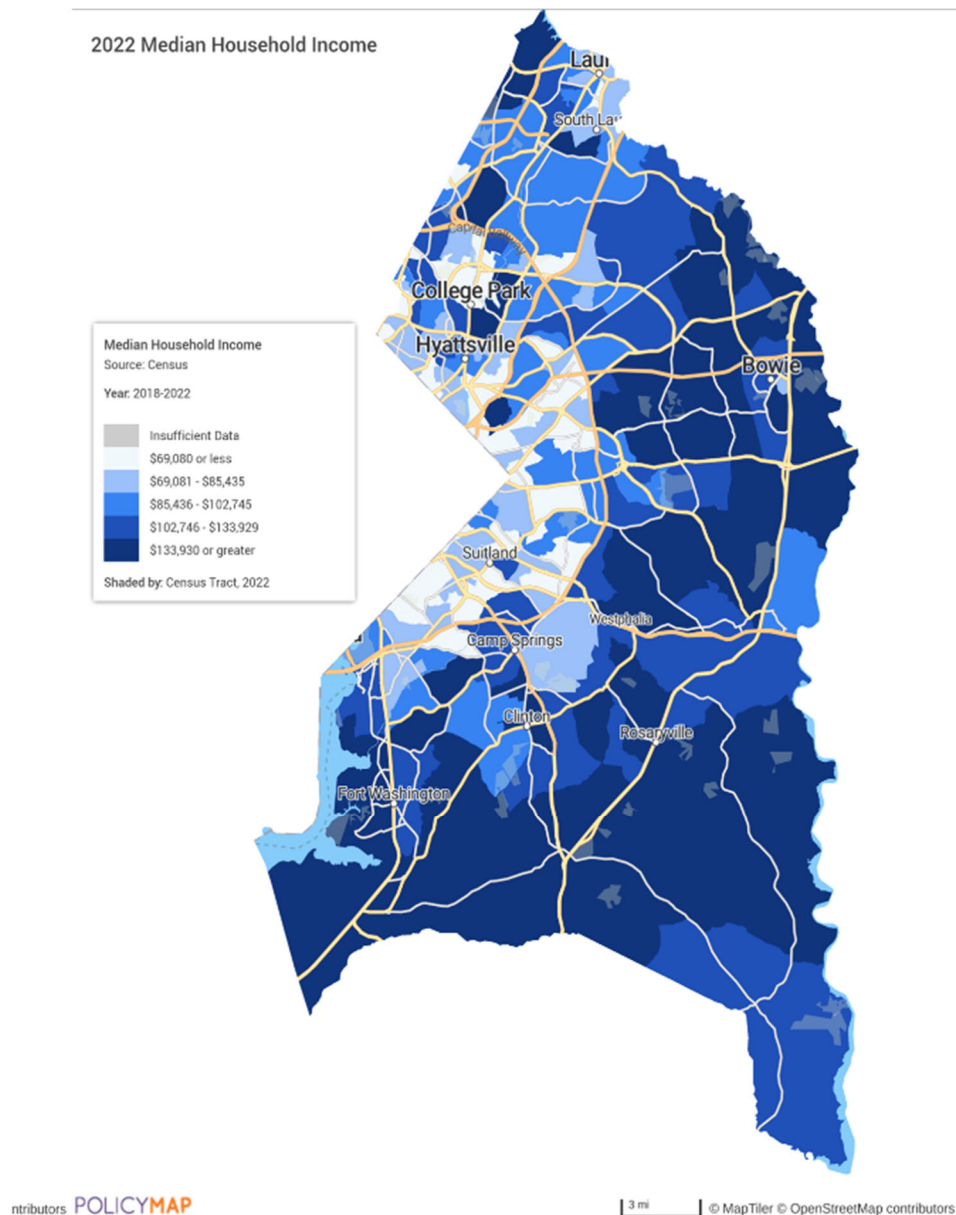 2022 Median Household Income
Laur
South Lau
Capital Beltway
College Park
Hyattsville
Bowie
Median Household Income
Source: Census
Year: 2018-2022
Insufficient Data
$69,080 or less
$69,081 - $85,435
$85,436 - $102,745
$102,746 - $133,929
$133,930 or greater
Shaded by: Census Tract, 2022
Suitland
Westphalia
Camp Springs
Clinton
Rosaryville
Fort Washington
ntributors POLICYMAP
3 mi
© MapTiler © OpenStreetMap contributors